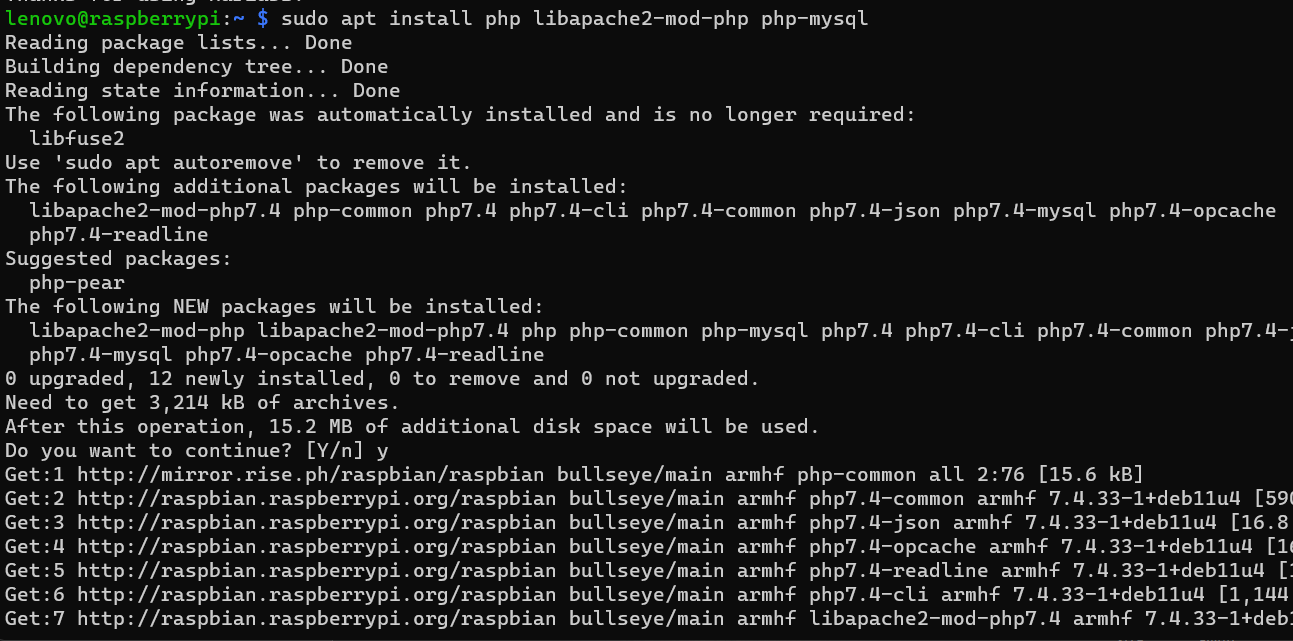 lenovo@raspberrypi:~ $ sudo apt install php libapache2-mod-php php-mysql
Reading package lists... Done
Building dependency tree... Done
Reading state information... Done
The following package was automatically installed and is no longer required:
  libfuse2
Use 'sudo apt autoremove' to remove it.
The following additional packages will be installed:
  libapache2-mod-php7.4 php-common php7.4 php7.4-cli php7.4-common php7.4-json php7.4-mysql php7.4-opcache
  php7.4-readline
Suggested packages:
  php-pear
The following NEW packages will be installed:
  libapache2-mod-php libapache2-mod-php7.4 php php-common php-mysql php7.4 php7.4-cli php7.4-common php7.4-j
  php7.4-mysql php7.4-opcache php7.4-readline
0 upgraded, 12 newly installed, 0 to remove and 0 not upgraded.
Need to get 3,214 kB of archives.
After this operation, 15.2 MB of additional disk space will be used.
Do you want to continue? [Y/n] y
Get:1 http://mirror.rise.ph/raspbian/raspbian bullseye/main armhf php-common all 2:76 [15.6 kB]
Get:2 http://raspbian.raspberrypi.org/raspbian bullseye/main armhf php7.4-common armhf 7.4.33-1+deb11u4 [590
Get:3 http://raspbian.raspberrypi.org/raspbian bullseye/main armhf php7.4-json armhf 7.4.33-1+deb11u4 [16.8
Get:4 http://raspbian.raspberrypi.org/raspbian bullseye/main armhf php7.4-opcache armhf 7.4.33-1+deb11u4 [16
Get:5 http://raspbian.raspberrypi.org/raspbian bullseye/main armhf php7.4-readline armhf 7.4.33-1+deb11u4 [1
Get:6 http://raspbian.raspberrypi.org/raspbian bullseye/main armhf php7.4-cli armhf 7.4.33-1+deb11u4 [1,144
Get:7 http://raspbian.raspberrypi.org/raspbian bullseye/main armhf libapache2-mod-php7.4 armhf 7.4.33-1+deb1